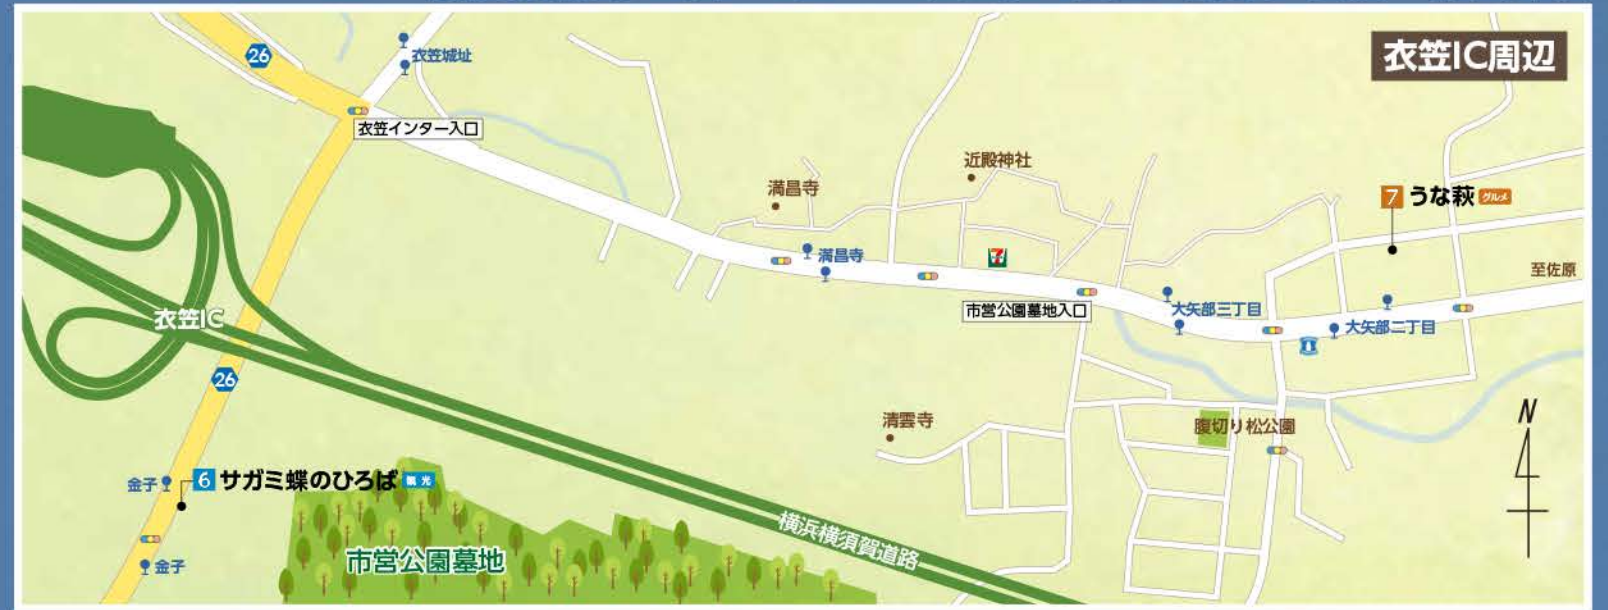 衣笠IC周辺
26
衣笠城址
衣笠インター入口
近殿神社
満昌寺
7 うな萩 グルメ
満昌寺
7
至佐原
市営公園墓地入口
大矢部三丁目
大矢部二丁目
衣笠IC
26
清雲寺
腹切り松公園
N
金子
6 サガミ蝶のひろば 観光
横浜横須賀道路
市営公園墓地
金子